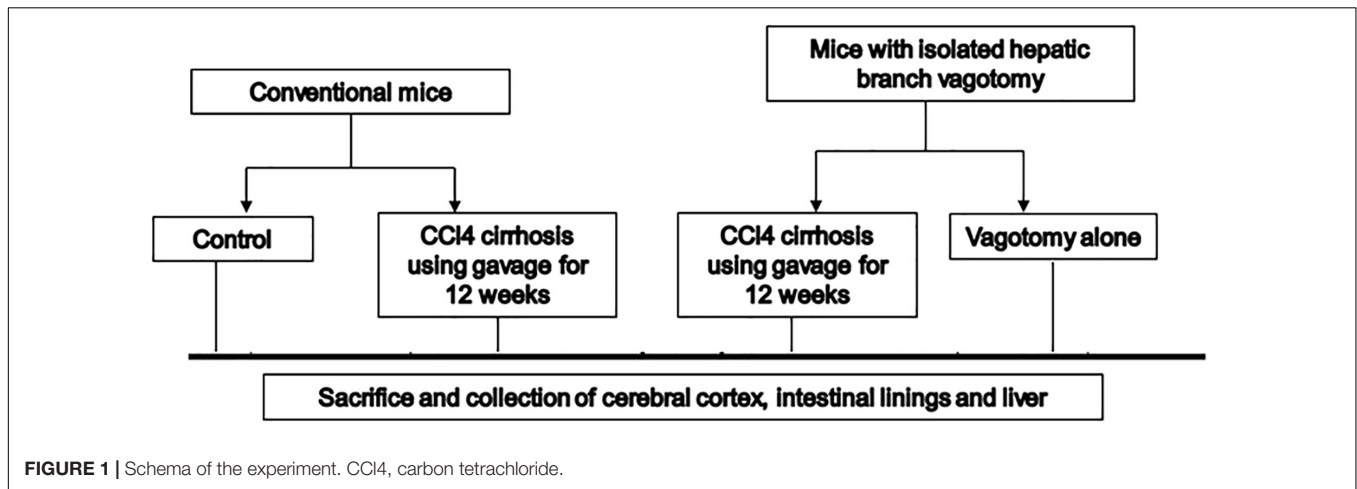 Mice with isolated hepatic
branch vagotomy
Conventional mice
Control
CCl4 cirrhosis
using gavage for
12 weeks
CCl4 cirrhosis
using gavage for
12 weeks
Vagotomy alone
Sacrifice and collection of cerebral cortex, intestinal linings and liver
FIGURE 1 | Schema of the experiment. CCl4, carbon tetrachloride.